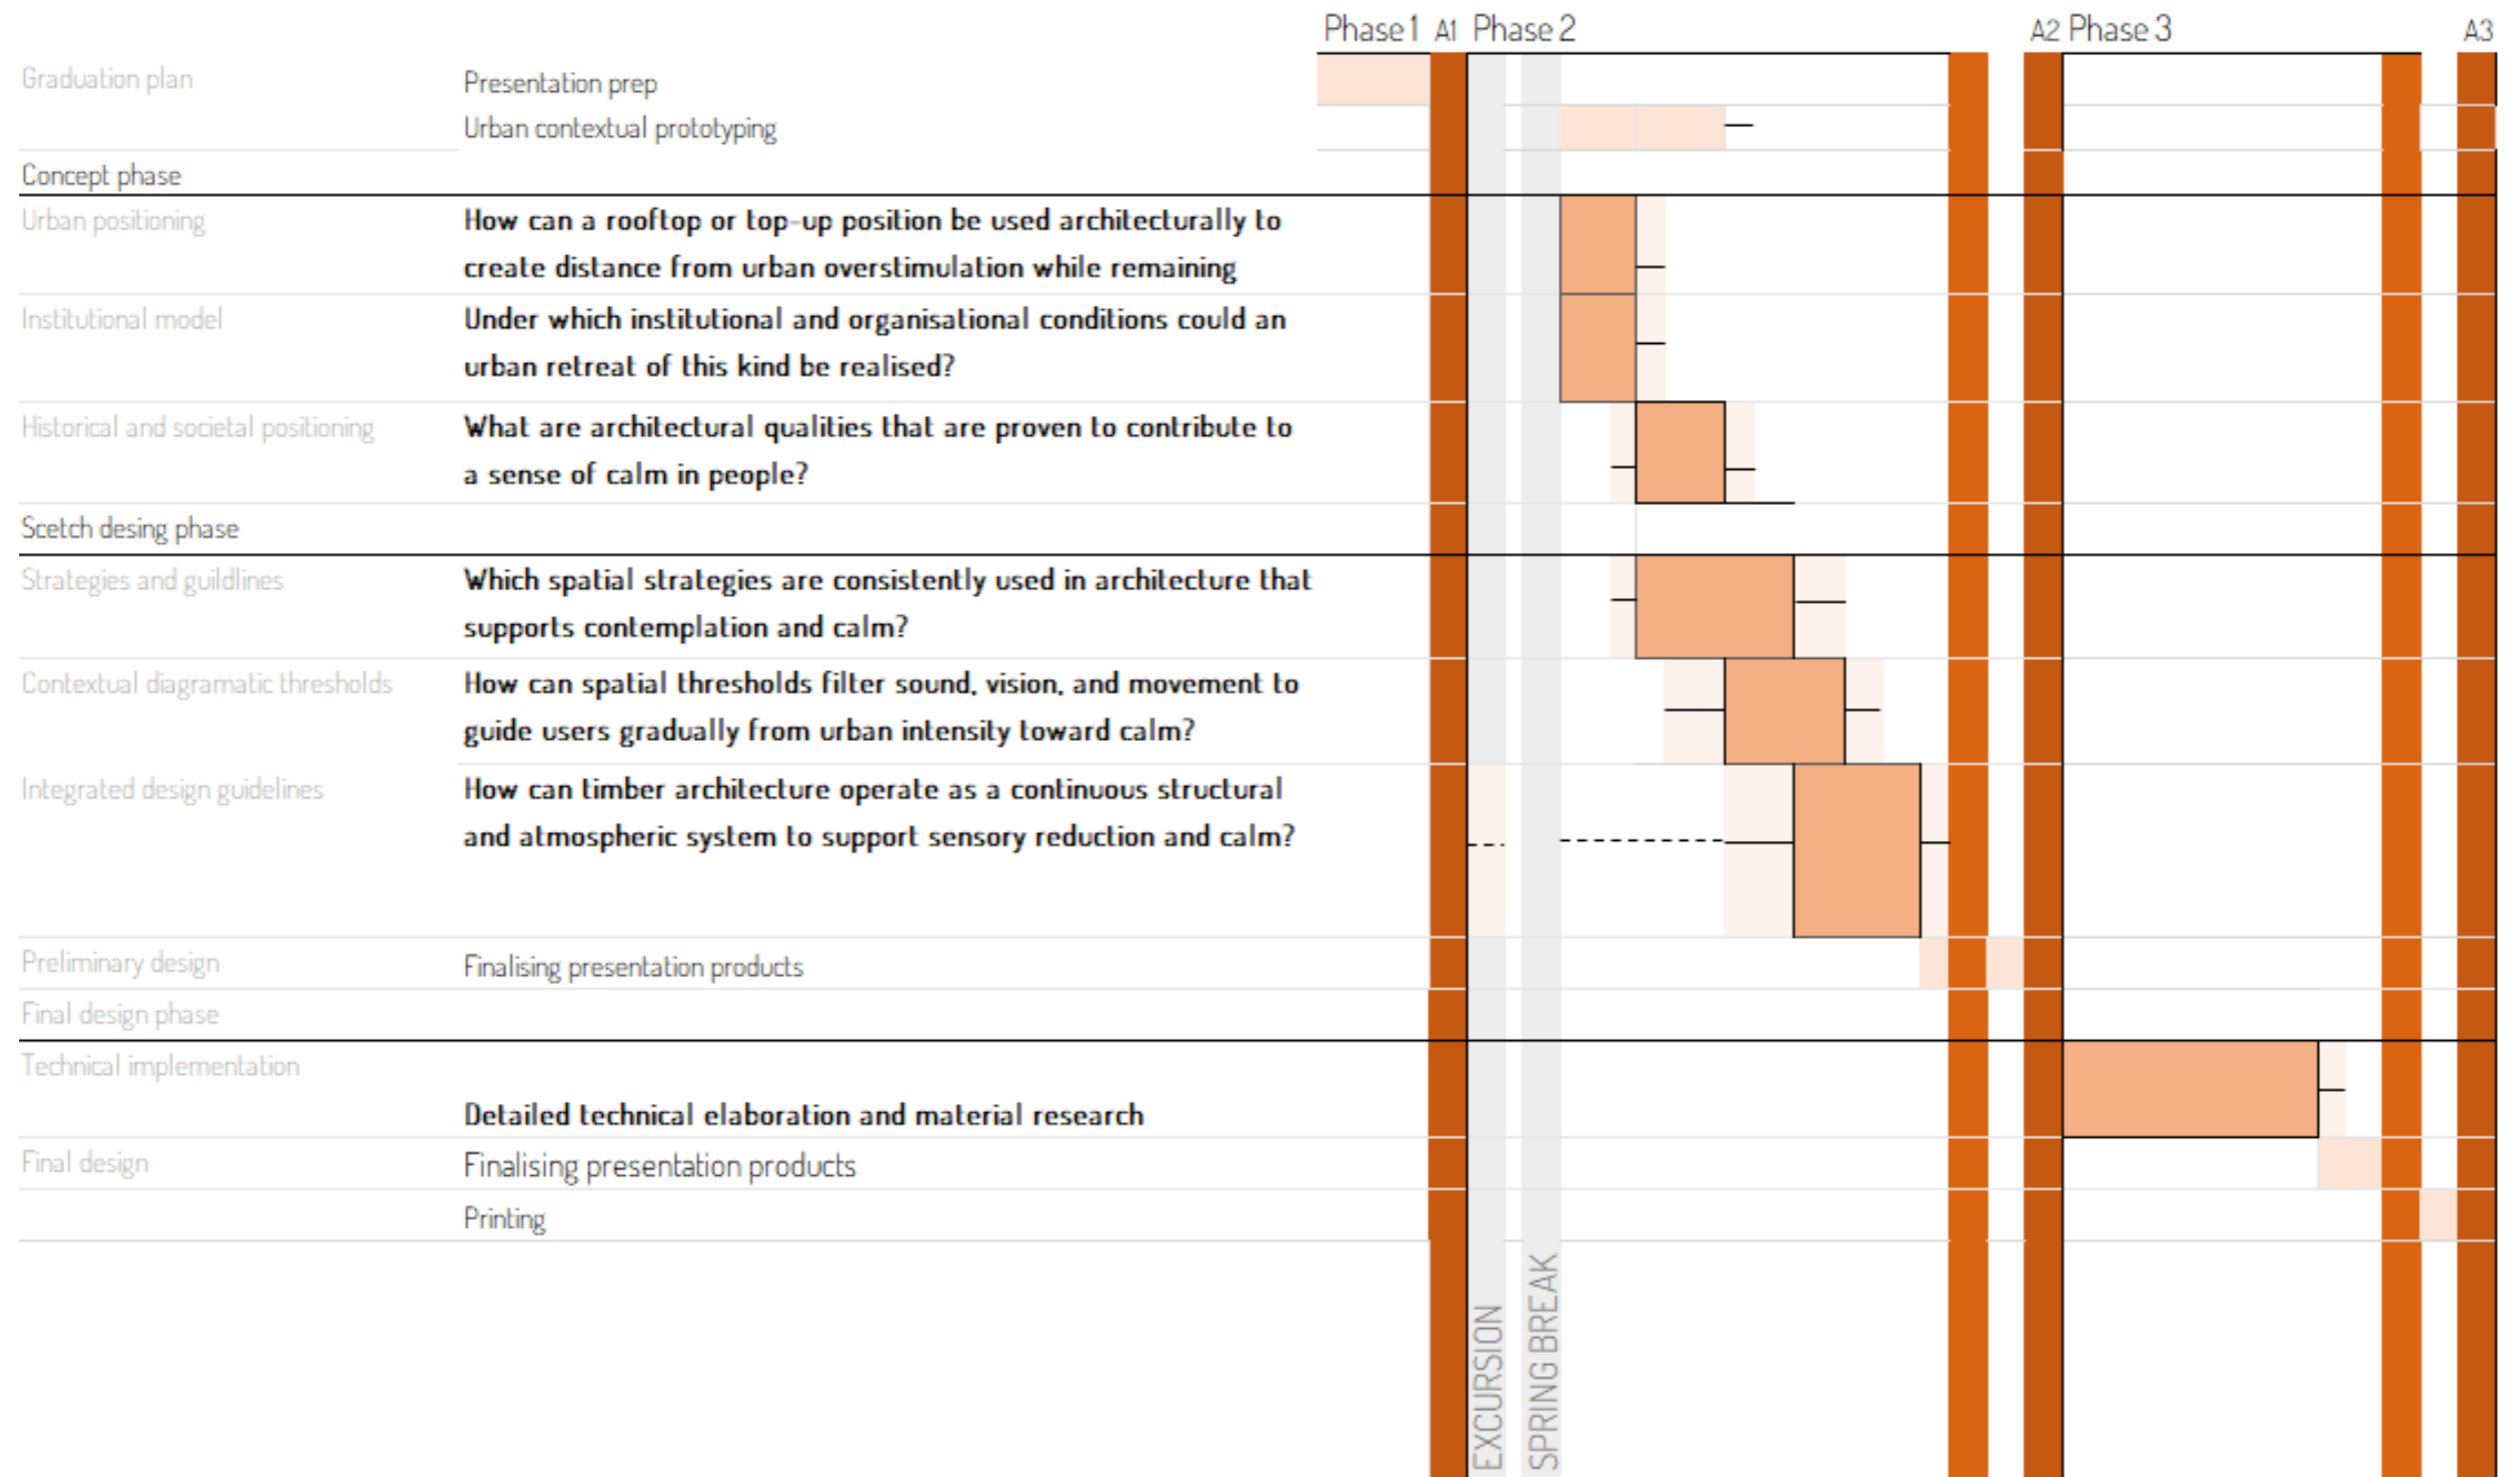 Phase 1 A1 Phase 2 A2 Phase 3 A3
Graduation plan Presentation prep
Urban contextual prototyping
Concept phase
Urban positioning How can a rooftop or top-up position be used architecturally to
create distance from urban overstimulation while remaining
Institutional model Under which institutional and organisational conditions could an
urban retreat of this kind be realised?
Historical and societal positioning What are architectural qualities that are proven to contribute to
a sense of calm in people?
Scetch desing phase
Strategies and guildlines Which spatial strategies are consistently used in architecture that
supports contemplation and calm?
Contextual diagramatic thresholds How can spatial thresholds filter sound, vision, and movement to
guide users gradually from urban intensity toward calm?
Integrated design guidelines How can timber architecture operate as a continuous structural
and atmospheric system to support sensory reduction and calm?
Preliminary design Finalising presentation products
Final design phase
Technical implementation
Detailed technical elaboration and material research
Final design Finalising presentation products
Printing
EXCURSION
SPRING BREAK